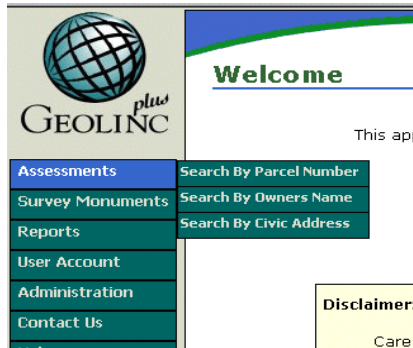 plus
GEOLINC
Welcome
This
Assessments
Search By Parcel Number
Survey Monuments
Search By Owners Name
Reports
Search By Civic Address
User Account
Administration
Disclaimer:
Contact Us
Care